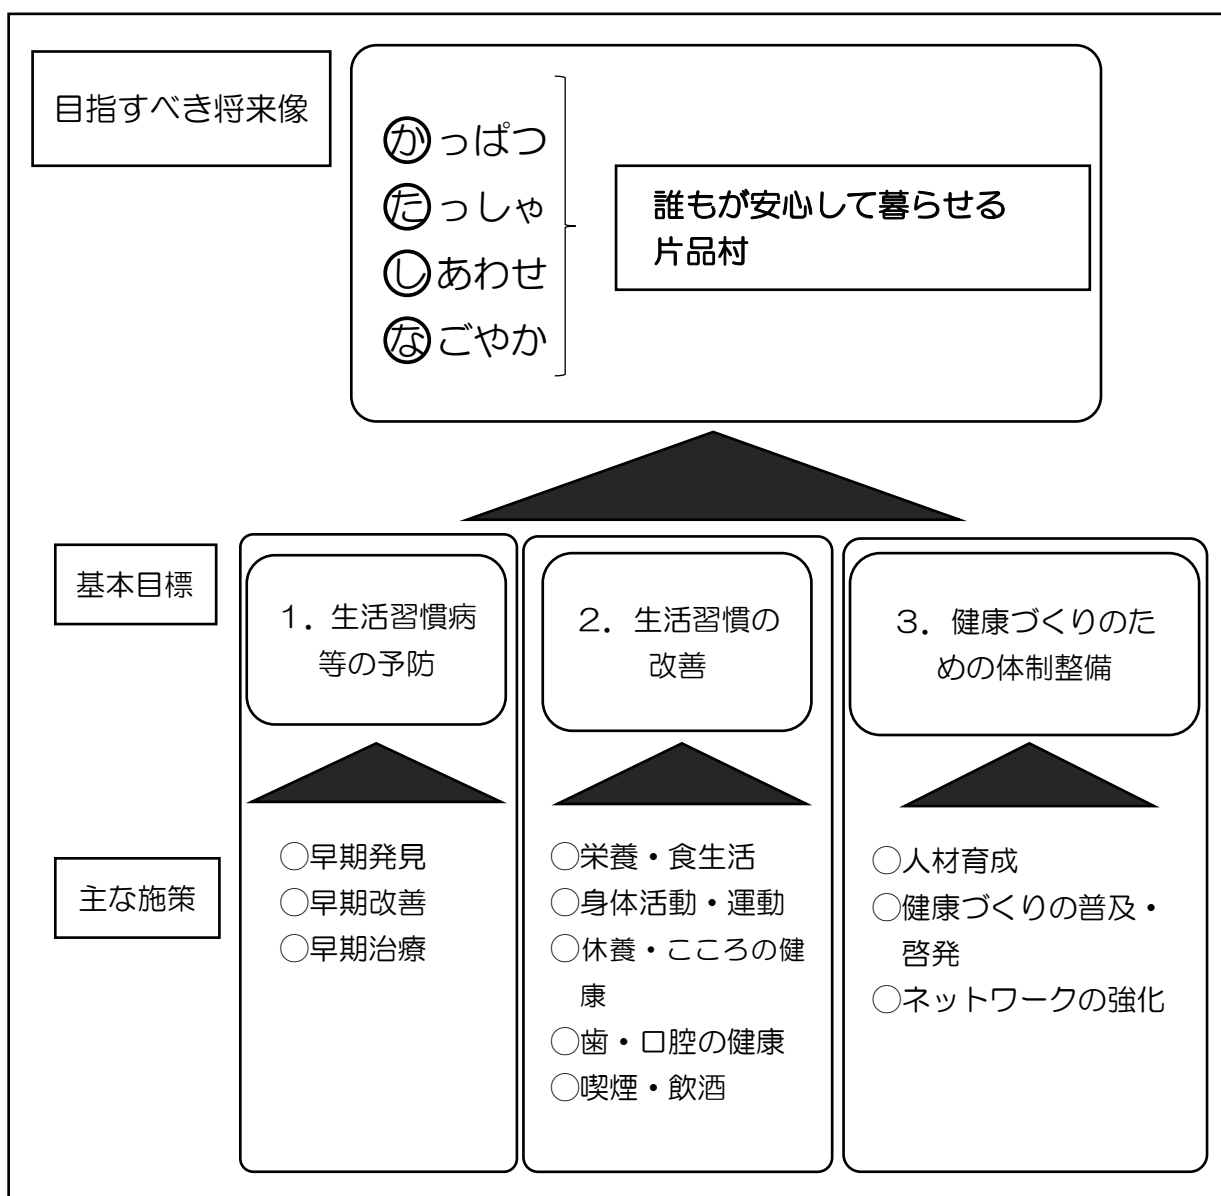 目指すべき将来像
かっぱつ
たっしゃ
しあわせ
なごやか
誰もが安心して暮らせる
片品村
基本目標
1．生活習慣病
等の予防
2．生活習慣の
改善
3．健康づくりのた
めの体制整備
主な施策
○早期発見
○早期改善
○早期治療
○栄養・食生活
○身体活動・運動
○休養・こころの健
康
○歯・口腔の健康
○喫煙・飲酒
○人材育成
○健康づくりの普及・
啓発
○ネットワークの強化